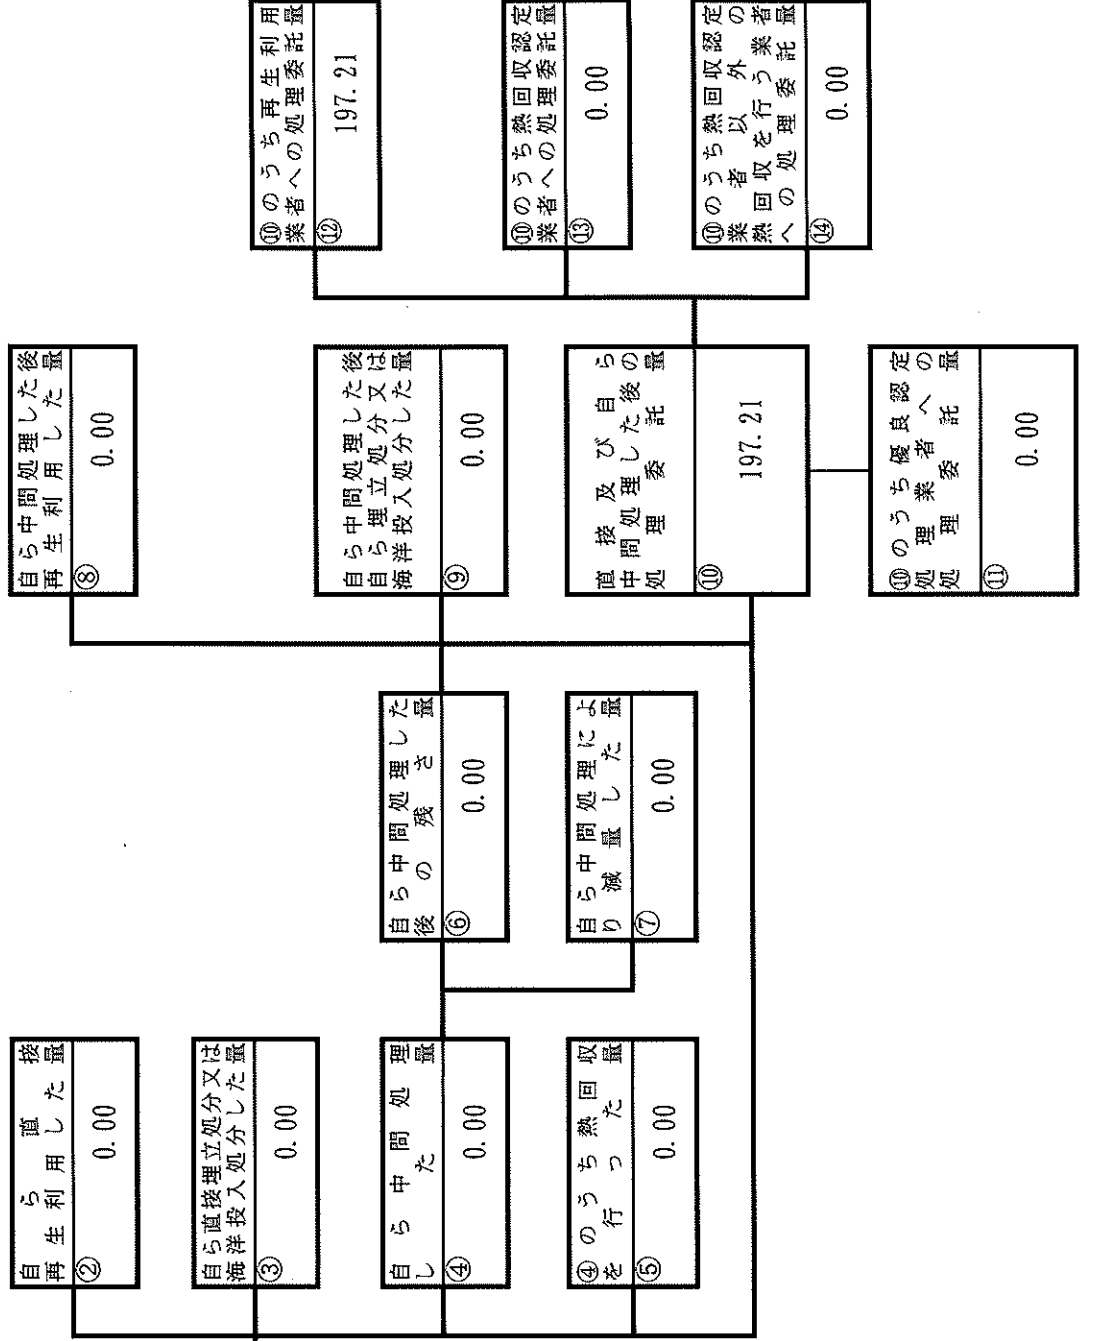 自ら直接
再生利用した量
② 0.00
自ら直接埋立処分又は
海洋投入処分した量
③ 0.00
自ら中間処理
した量
④ 0.00
④のうち熱回収
を行った量
⑤ 0.00
自ら中間処理した
後の残さ量
⑥ 0.00
自ら中間処理によ
り減量した量
⑦ 0.00
自ら中間処理した後
再生利用した量
⑧ 0.00
自ら中間処理した後
自ら埋立処分又は
海洋投入処分した量
⑨ 0.00
直接及び自ら
中間処理した後の
処理委託量
⑩ 197.21
⑩のうち優良認定
処理業者への
処理委託量
⑪ 0.00
⑩のうち再生利用
業者への処理委託量
⑫ 197.21
⑩のうち熱回収認定
業者への処理委託量
⑬ 0.00
⑩のうち熱回収認定
業者以外の
熱回収を行う業者
への処理委託量
⑭ 0.00